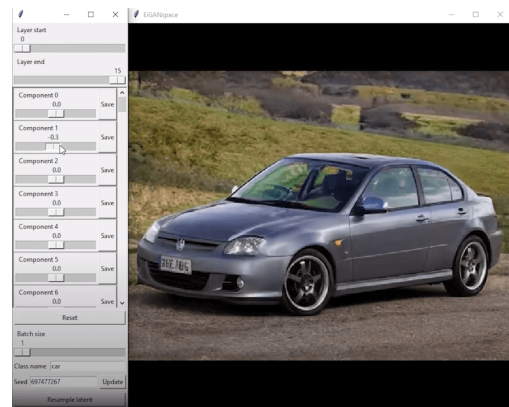 EiGANspace
Layer start
0
Layer end
15
Component 0
0.0
Save
Component 1
-0.3
Save
Component 2
0.0
Save
Component 3
0.0
Save
Component 4
0.0
Save
Component 5
0.0
Save
Component 6
0.0
Save
Reset
Batch size
1
Class name car
Seed 697477267 Update
Resample latent